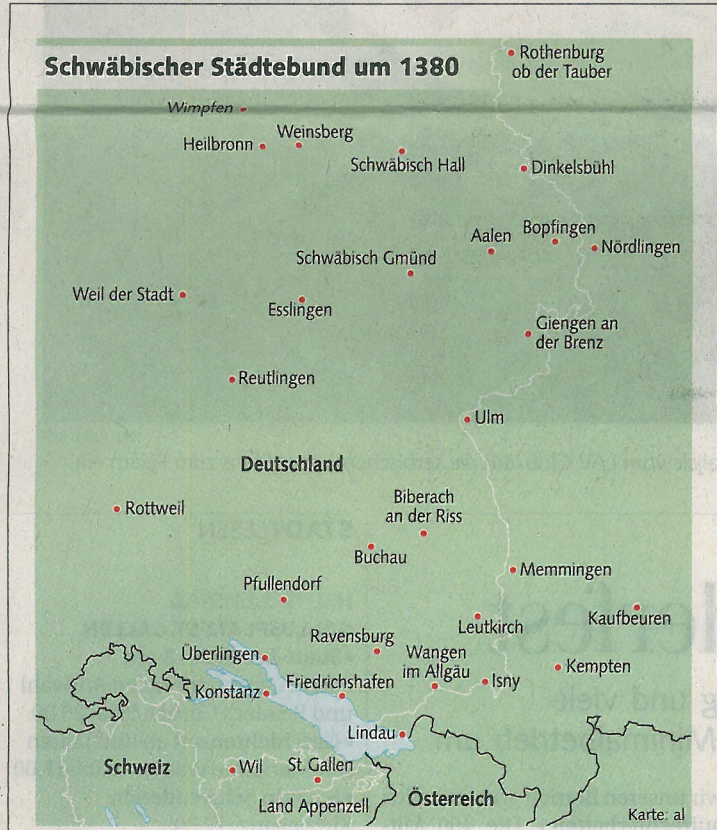 Schwäbischer Städtebund um 1380
Rothenburg
ob der Tauber
Wimpfen
Heilbronn
Weinsberg
Schwäbisch Hall
Dinkelsbühl
Aalen
Bopfingen
Nördlingen
Schwäbisch Gmünd
Weil der Stadt
Esslingen
Giengen an
der Brenz
Reutlingen
Ulm
Deutschland
Biberach
an der Riss
Rottweil
Buchau
Memmingen
Pfullendorf
Leutkirch
Kaufbeuren
Ravensburg
Wangen
im Allgäu
Überlingen
Kempten
Konstanz
Friedrichshafen
Isny
Lindau
Schweiz
Wil
St. Gallen
Österreich
Land Appenzell
Karte: al